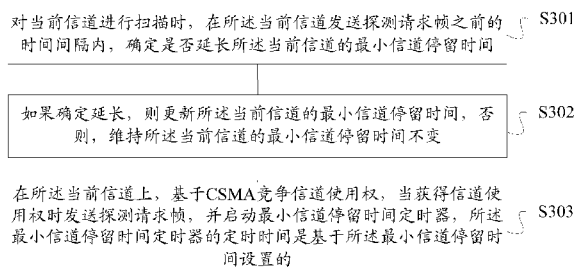 对当前信道进行扫描时，在所述当前信道发送探测请求帧之前的
时间间隔内，确定是否延长所述当前信道的最小信道停留时间
S301
如果确定延长，则更新所述当前信道的最小信道停留时间，否
则，维持所述当前信道的最小信道停留时间不变
S302
在所述当前信道上，基于CSMA竞争信道使用权，当获得信道使
用权时发送探测请求帧，并启动最小信道停留时间定时器，所述
最小信道停留时间定时器的定时时间是基于所述最小信道停留时
间设置的
S303